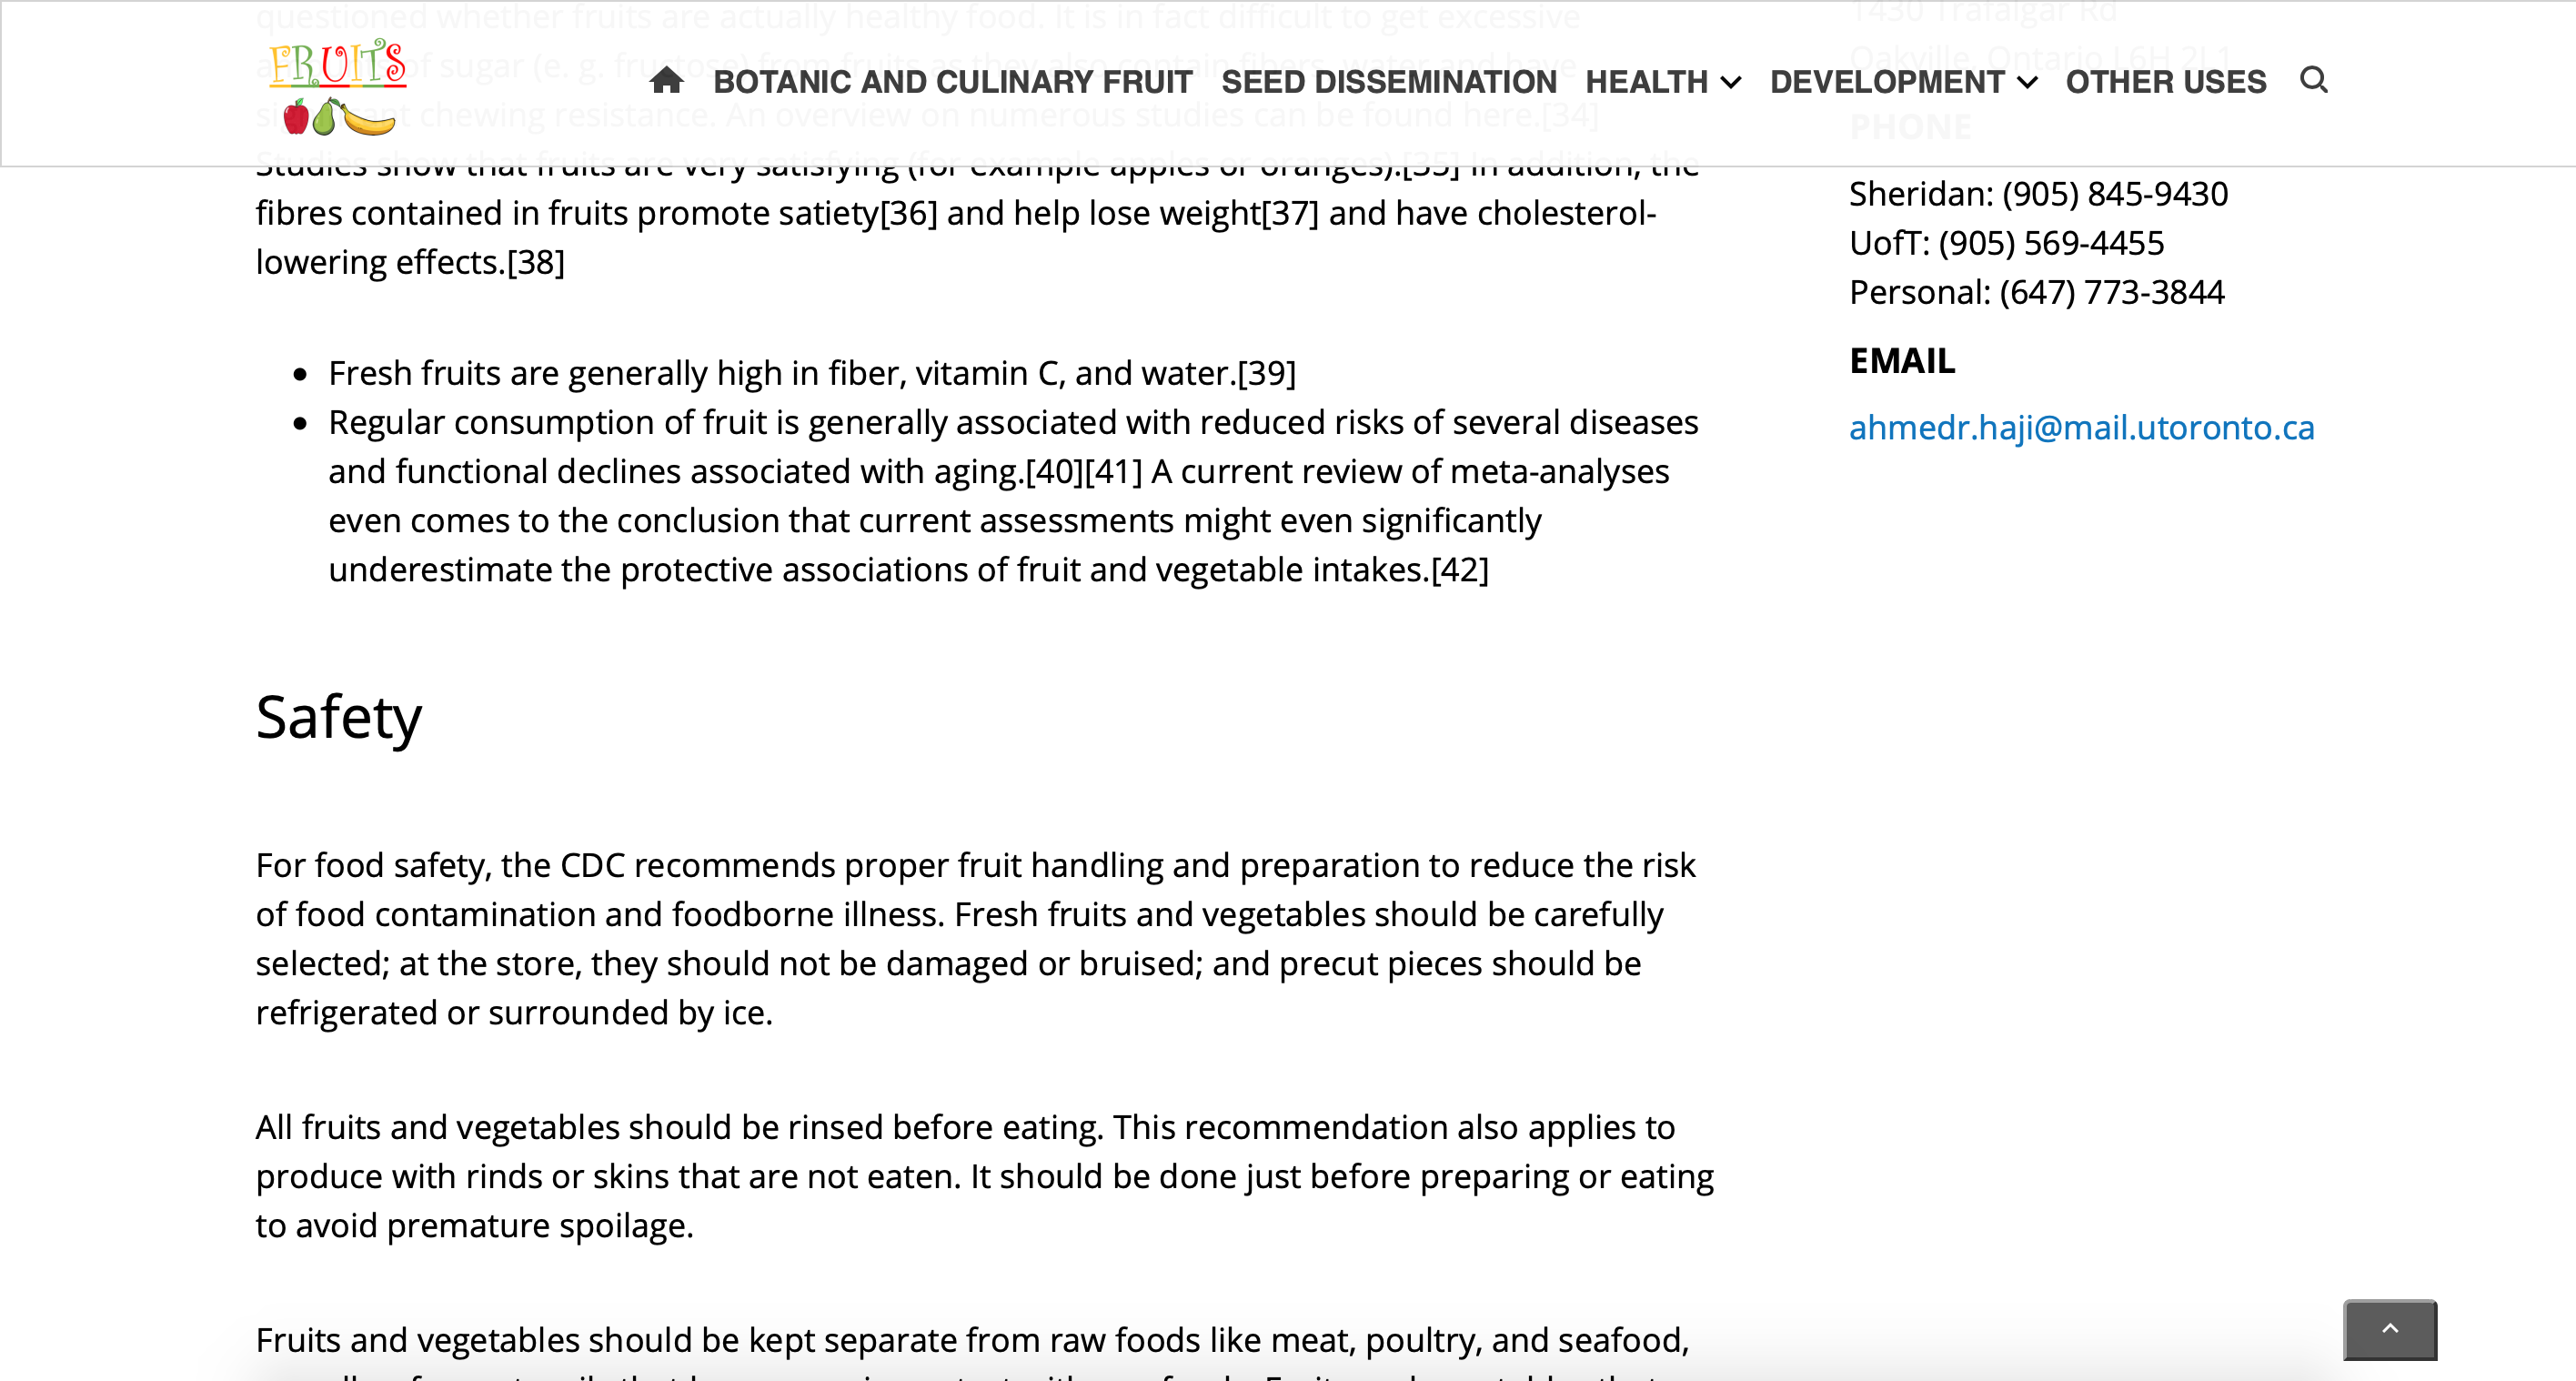 questioned whether fruits are actually healthy food. It is in fact difficult to get excessive
of sugar (e. g. fructose) from fruits as they also contain fibers, water and have
chewing resistance. An overview on numerous studies can be found here.[34]
FRUITS
BOTANIC AND CULINARY FRUIT SEED DISSEMINATION HEALTH DEVELOPMENT OTHER USES
Studies show that fruits are very satisfying (for example apples or oranges).[35] In addition, the
fibres contained in fruits promote satiety[36] and help lose weight[37] and have cholesterol-
lowering effects.[38]
• Fresh fruits are generally high in fiber, vitamin C, and water.[39]
• Regular consumption of fruit is generally associated with reduced risks of several diseases
and functional declines associated with aging.[40][41] A current review of meta-analyses
even comes to the conclusion that current assessments might even significantly
underestimate the protective associations of fruit and vegetable intakes.[42]
Safety
For food safety, the CDC recommends proper fruit handling and preparation to reduce the risk
of food contamination and foodborne illness. Fresh fruits and vegetables should be carefully
selected; at the store, they should not be damaged or bruised; and precut pieces should be
refrigerated or surrounded by ice.
All fruits and vegetables should be rinsed before eating. This recommendation also applies to
produce with rinds or skins that are not eaten. It should be done just before preparing or eating
to avoid premature spoilage.
Fruits and vegetables should be kept separate from raw foods like meat, poultry, and seafood,
1430 Trafalgar Rd
Oakville, Ontario L6H 2L1
PHONE
Sheridan: (905) 845-9430
UofT: (905) 569-4455
Personal: (647) 773-3844
EMAIL
ahmedr.haji@mail.utoronto.ca